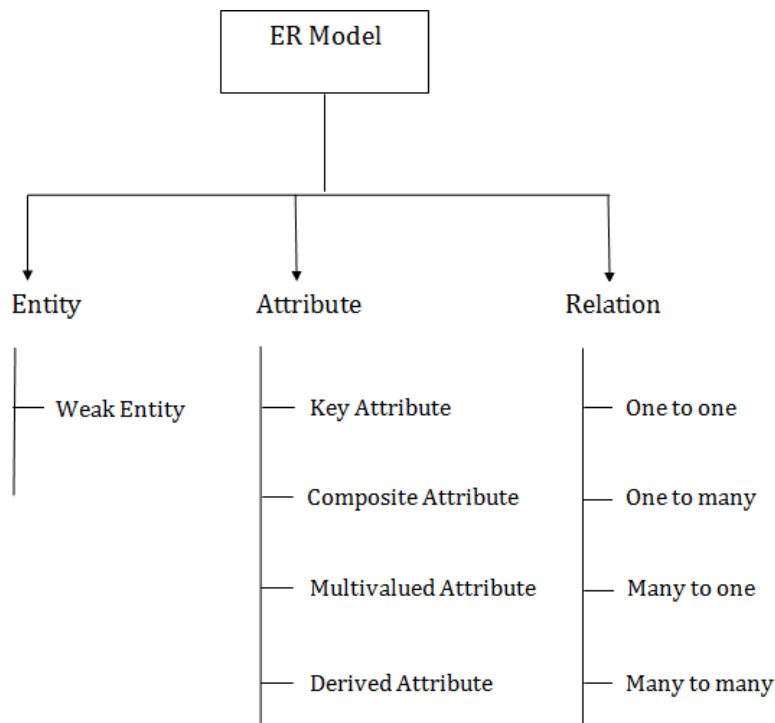 ER Model
Entity
Attribute
Relation
Weak Entity
Key Attribute
One to one
Composite Attribute
One to many
Multivalued Attribute
Many to one
Derived Attribute
Many to many